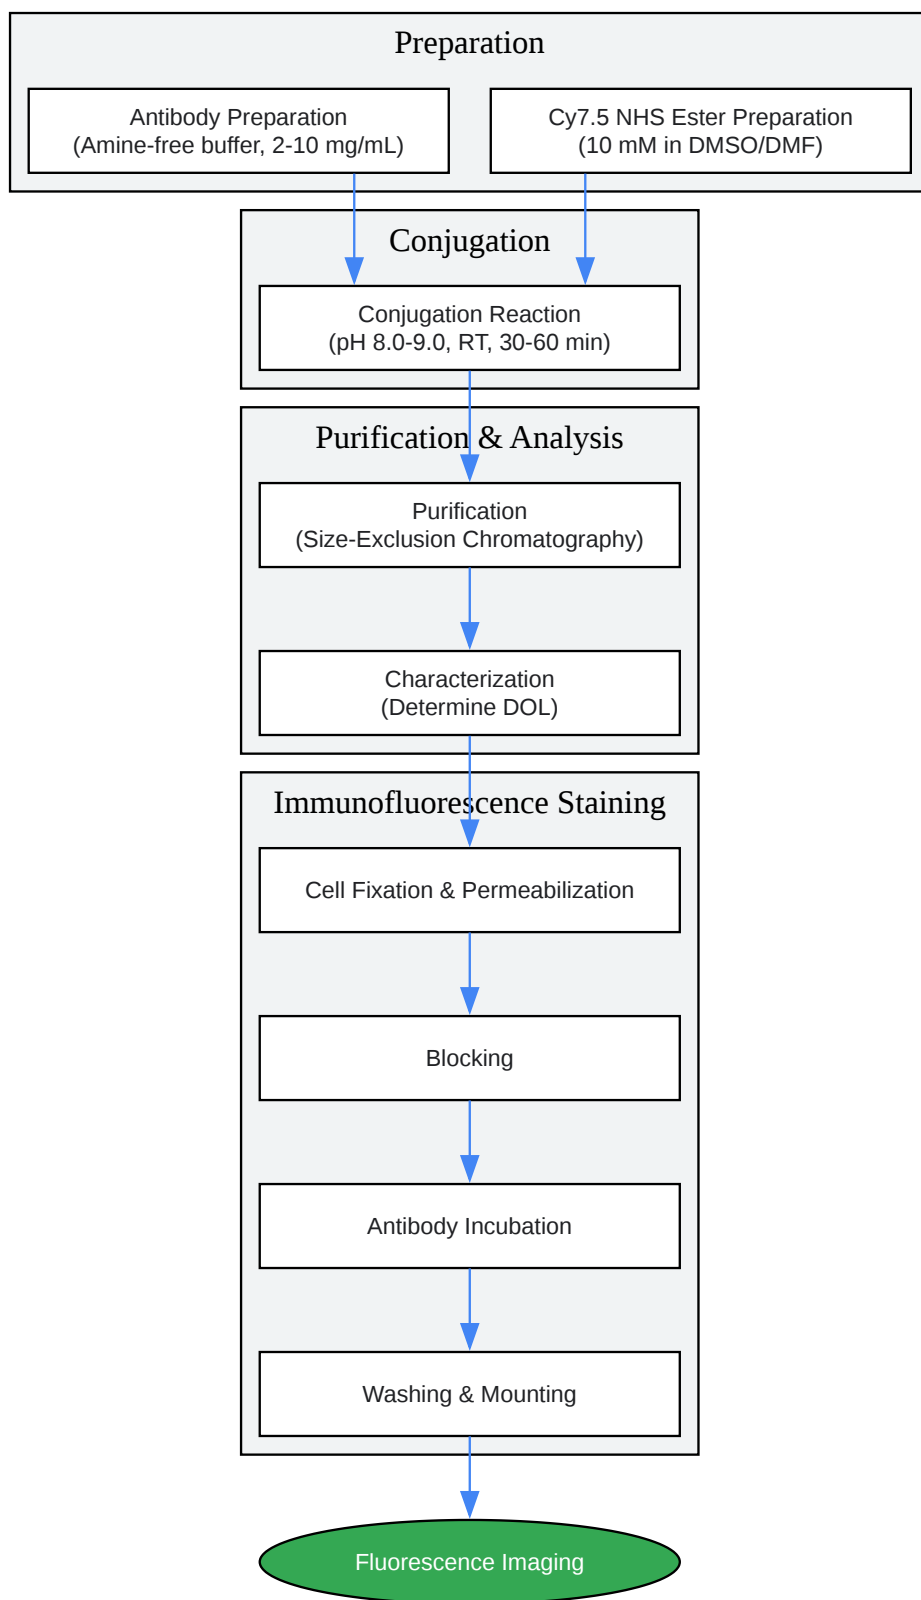 Preparation
Antibody Preparation
(Amine-free buffer, 2-10 mg/mL)
Cy7.5 NHS Ester Preparation
(10 mM in DMSO/DMF)
Conjugation
Conjugation Reaction
(pH 8.0-9.0, RT, 30-60 min)
Purification & Analysis
Purification
(Size-Exclusion Chromatography)
Characterization
(Determine DOL)
Immunofluorescence Staining
Cell Fixation & Permeabilization
Blocking
Antibody Incubation
Washing & Mounting
Fluorescence Imaging